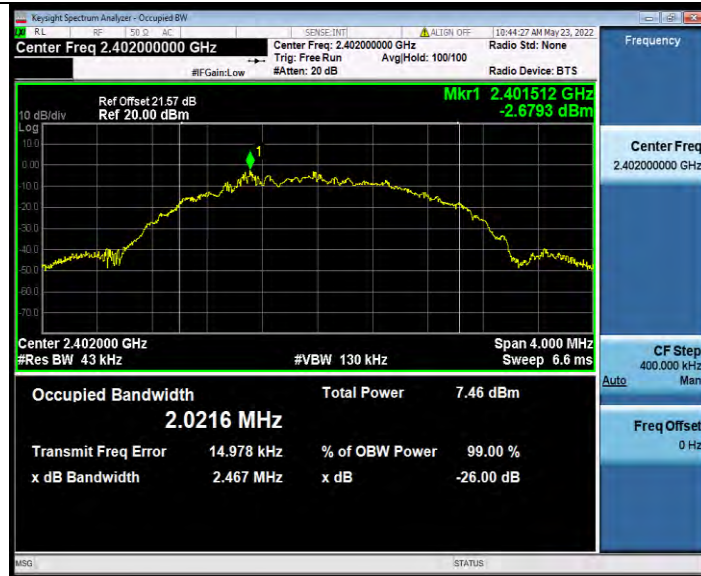 Keysight Spectrum Analyzer - Occupied BW
LXI RL RF 50 Ω AC SENSE:INT ALIGN OFF 10:44:27 AM May 23, 2022
Center Freq 2.402000000 GHz
Center Freq: 2.402000000 GHz Radio Std: None
Trig: Free Run Avg|Hold: 100/100
#IFGain:Low #Atten: 20 dB Radio Device: BTS
Ref Offset 21.57 dB
10 dB/div Ref 20.00 dBm
Mkr1 2.401512 GHz
-2.6793 dBm
Log
1
10.0
0.00
-10.0
-20.0
-30.0
-40.0
-50.0
-60.0
-70.0
Center 2.402000 GHz Span 4.000 MHz
#Res BW 43 kHz #VBW 130 kHz Sweep 6.6 ms
Occupied Bandwidth Total Power 7.46 dBm
2.0216 MHz
Transmit Freq Error 14.978 kHz % of OBW Power 99.00 %
x dB Bandwidth 2.467 MHz x dB -26.00 dB
MSG STATUS
Frequency
Center Freq
2.402000000 GHz
CF Step
400.000 kHz
Auto Man
Freq Offset
0 Hz